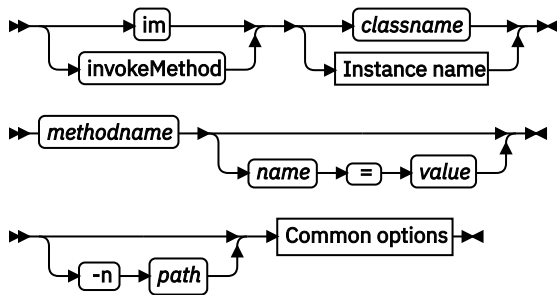 im classname
invokeMethod Instance name
methodname
name = value
Common options
-n path